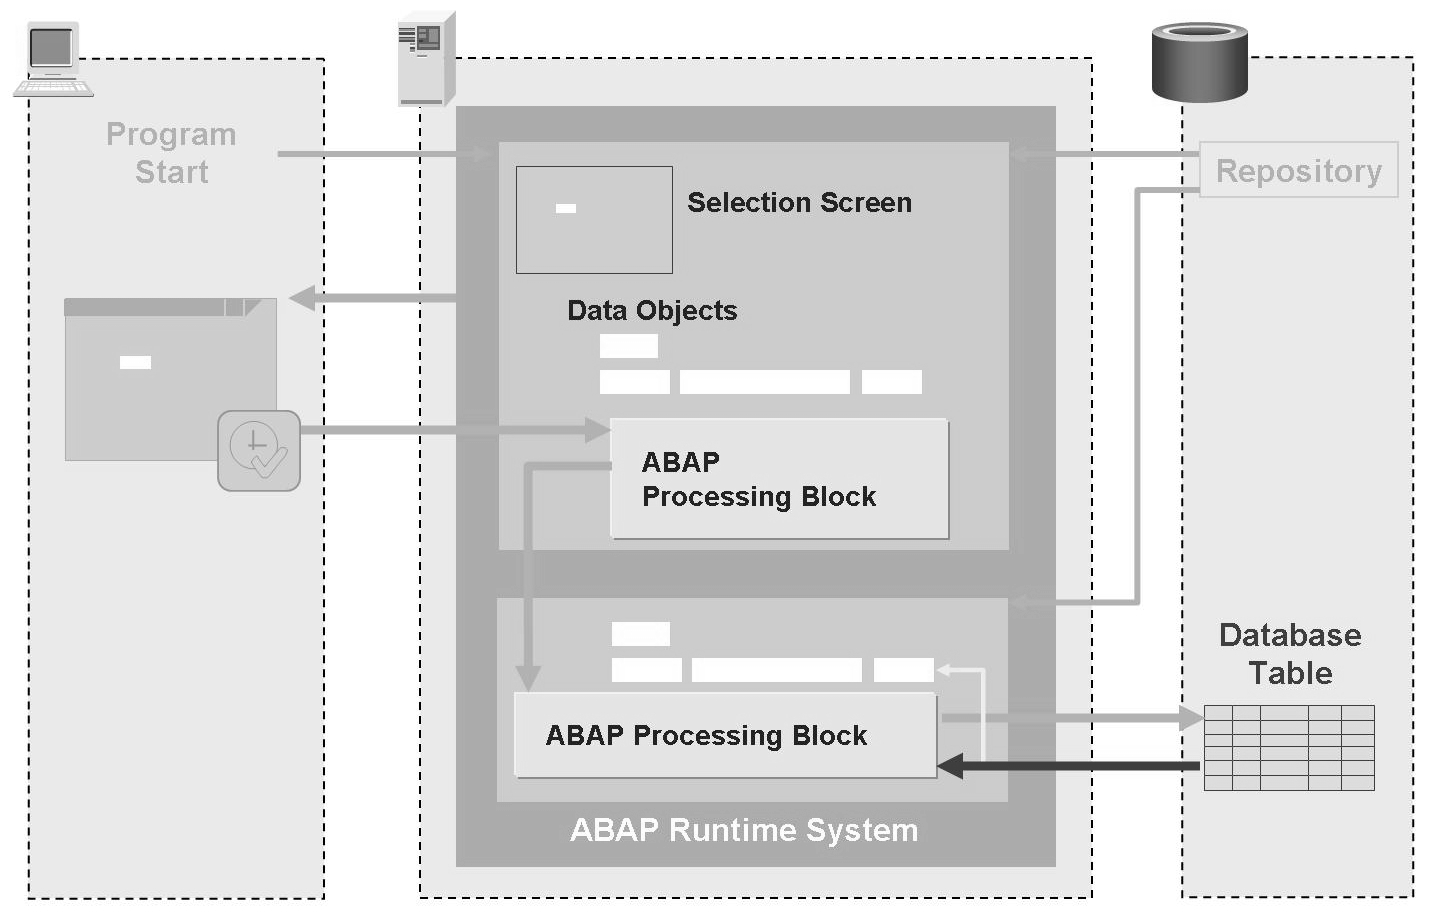 Program
Start
Repository
Selection Screen
Data Objects
ABAP
Processing Block
Database
Table
ABAP Processing Block
ABAP Runtime System